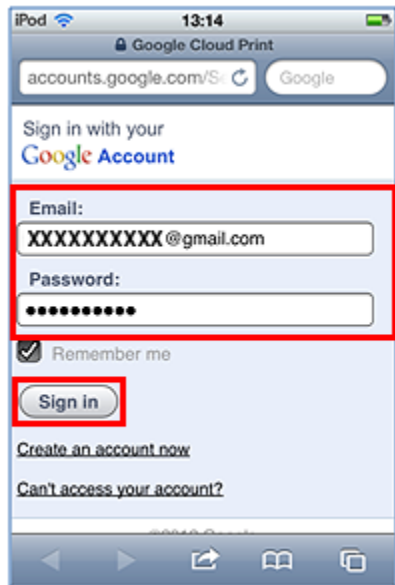 iPod 13:14
Google Cloud Print
accounts.google.com/S Google
Sign in with your
Google Account
Email:
XXXXXXXXXX@gmail.com
Password:
••••••••••
Remember me
Sign in
Create an account now
Can't access your account?